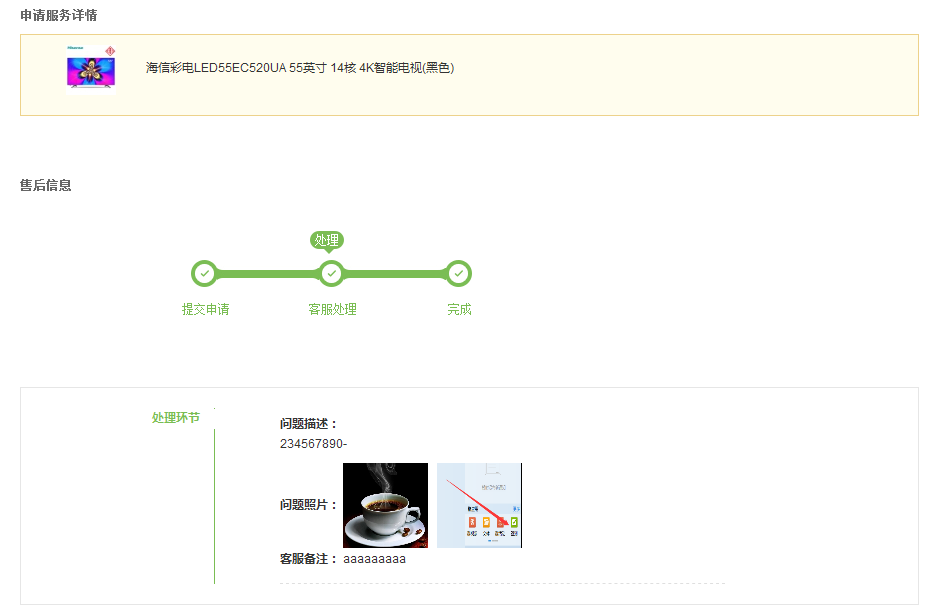 申请服务详情
Hisense
海信彩电LED55EC520UA 55英寸 14核 4K智能电视(黑色)
售后信息
处理
提交申请
客服处理
完成
处理环节
问题描述：
234567890-
问题照片：
客服备注： aaaaaaaaa